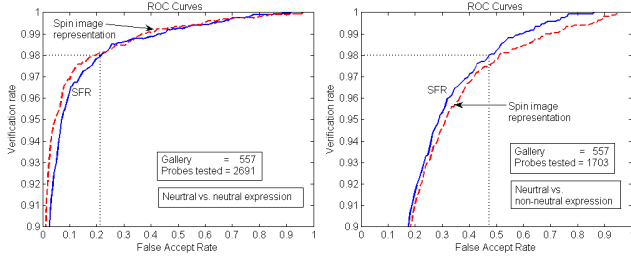 ROC Curves
1
0.99
0.98
0.97
0.96
0.95
0.94
0.93
0.92
0.91
0.9
Verification rate
Spin image
representation
SFR
Gallery = 557
Probes tested = 2691
Neurtral vs. neutral expression
0 0.1 0.2 0.3 0.4 0.5 0.6 0.7 0.8 0.9 1
False Accept Rate
ROC Curves
1
0.99
0.98
0.97
0.96
0.95
0.94
0.93
0.92
0.91
0.9
Verification rate
SFR
Spin image
representation
Gallery = 557
Probes tested = 1703
Neurtral vs.
non-neutral expression
0 0.1 0.2 0.3 0.4 0.5 0.6 0.7 0.8 0.9 1
False Accept Rate